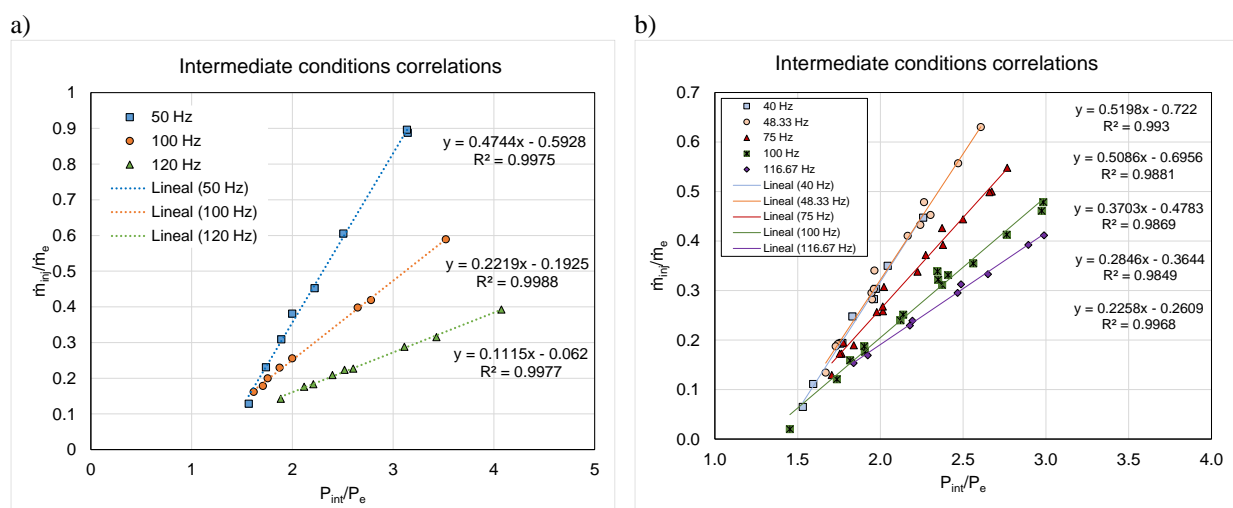 a)
Intermediate conditions correlations
ṁinj/ṁe
1
0.9
0.8
0.7
0.6
0.5
0.4
0.3
0.2
0.1
0
0
1
2
3
4
5
Pint/Pe
50 Hz
100 Hz
120 Hz
Lineal (50 Hz)
Lineal (100 Hz)
Lineal (120 Hz)
y = 0.4744x - 0.5928
R² = 0.9975
y = 0.2219x - 0.1925
R² = 0.9988
y = 0.1115x - 0.062
R² = 0.9977
b)
Intermediate conditions correlations
ṁinj/ṁe
0.7
0.6
0.5
0.4
0.3
0.2
0.1
0.0
1.0
1.5
2.0
2.5
3.0
3.5
4.0
Pint/Pe
40 Hz
48.33 Hz
75 Hz
100 Hz
116.67 Hz
Lineal (40 Hz)
Lineal (48.33 Hz)
Lineal (75 Hz)
Lineal (100 Hz)
Lineal (116.67 Hz)
y = 0.5198x - 0.722
R² = 0.993
y = 0.5086x - 0.6956
R² = 0.9881
y = 0.3703x - 0.4783
R² = 0.9869
y = 0.2846x - 0.3644
R² = 0.9849
y = 0.2258x - 0.2609
R² = 0.9968